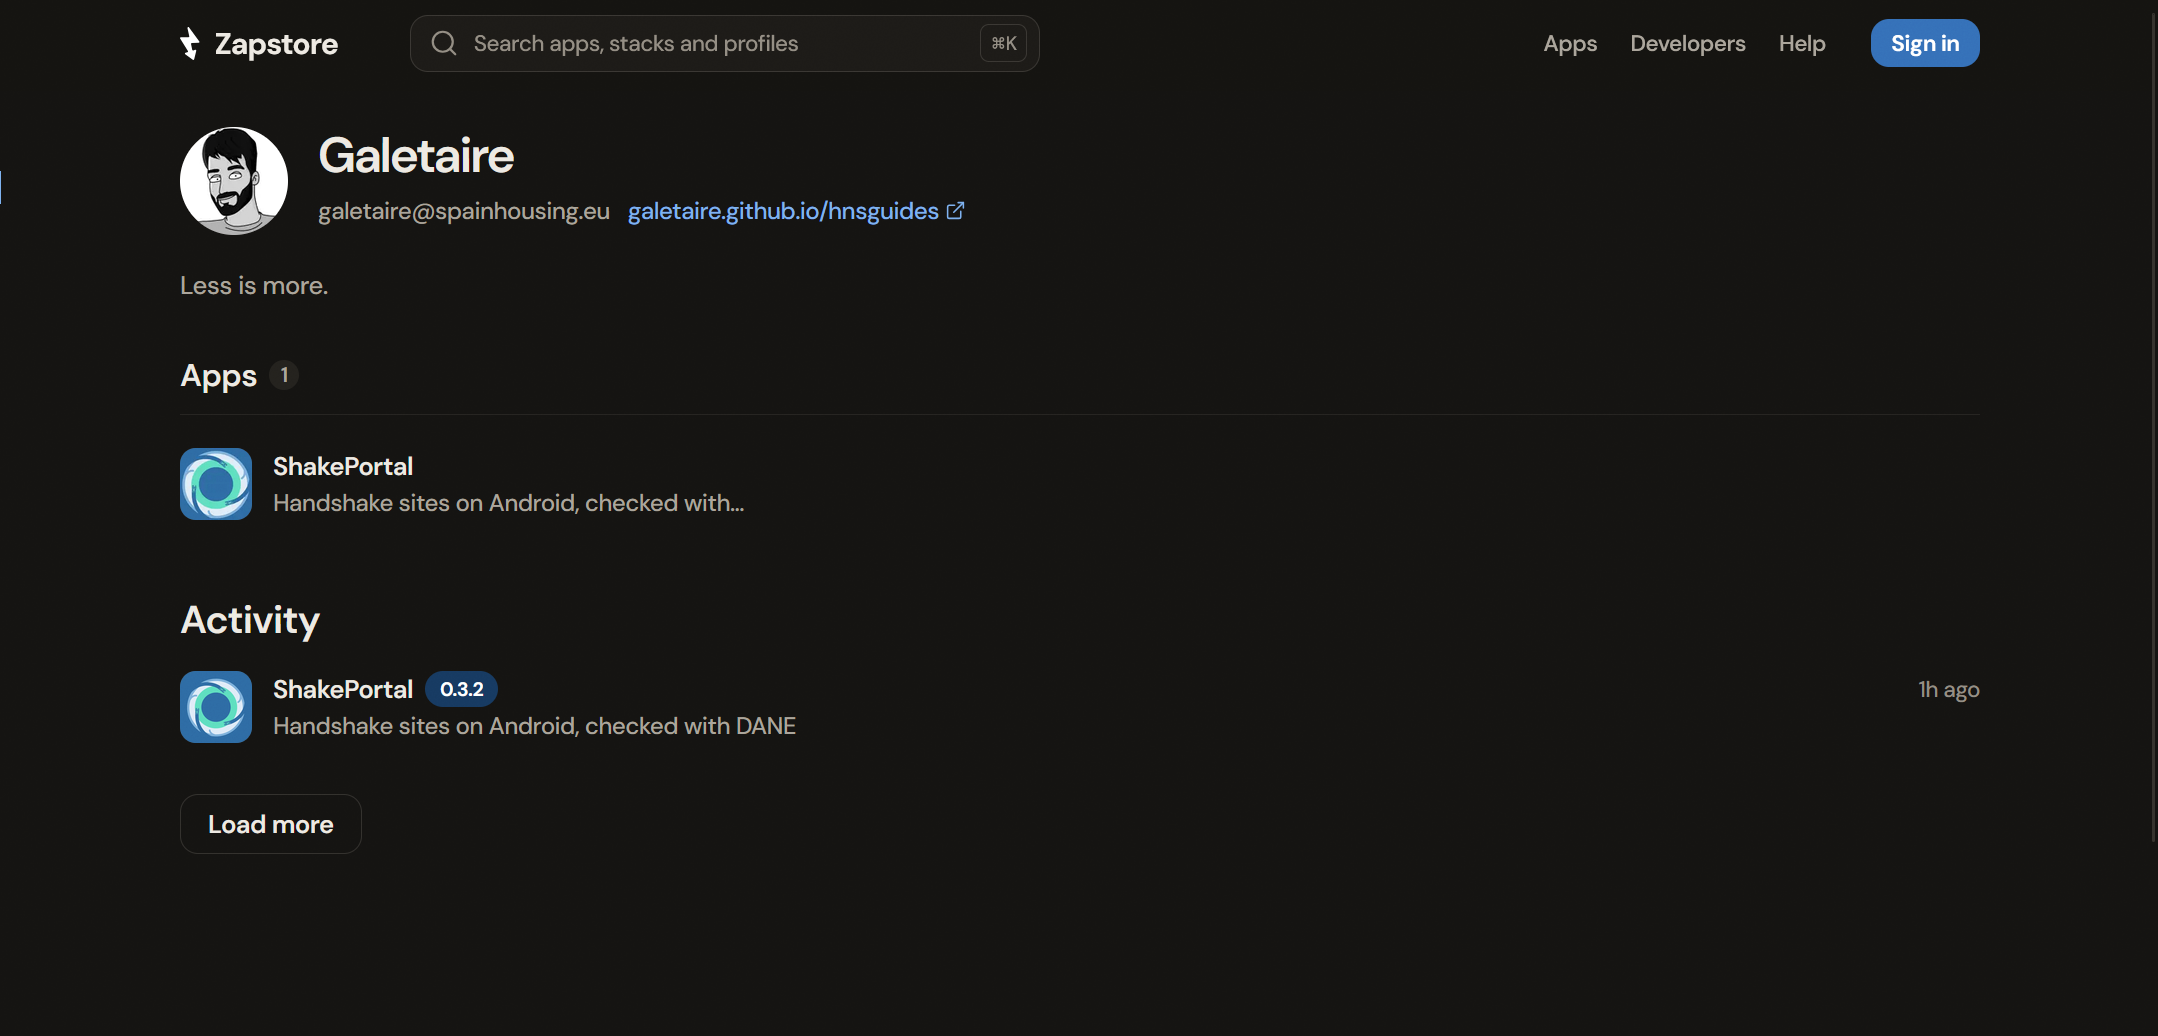 Zapstore
Search apps, stacks and profiles
⌘K
Apps
Developers
Help
Sign in
Galetaire
galetaire@spainhousing.eu galetaire.github.io/hnsguides
Less is more.
Apps 1
ShakePortal
Handshake sites on Android, checked with...
Activity
ShakePortal 0.3.2
1h ago
Handshake sites on Android, checked with DANE
Load more